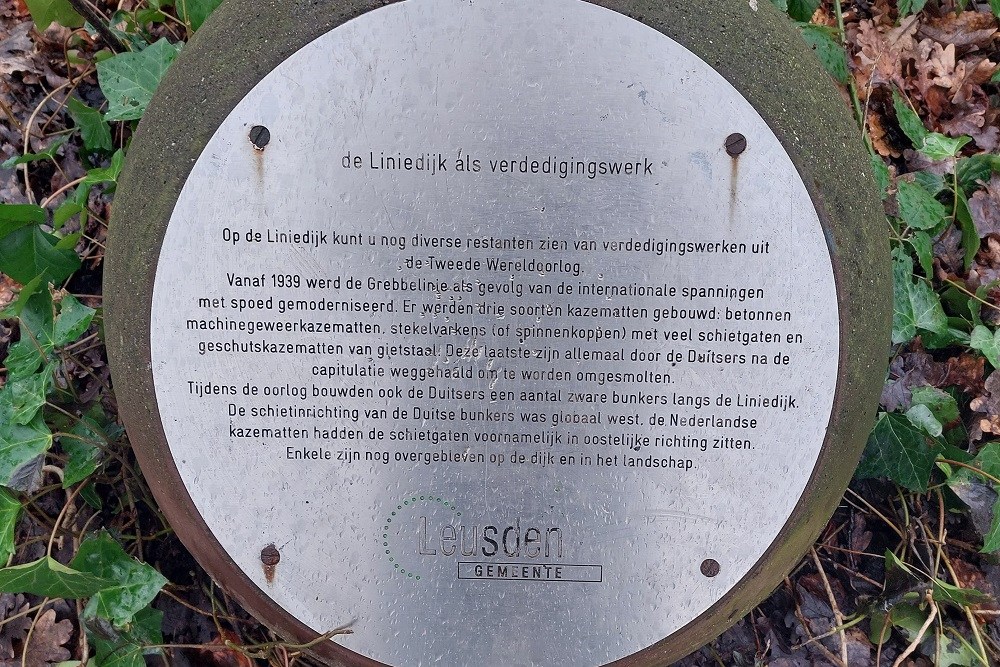 de Liniedijk als verdedigingswerk
Op de Liniedijk kunt u nog diverse restanten zien van verdedigingswerken uit
de Tweede Wereldoorlog.
Vanaf 1939 werd de Grebbelinie als gevolg van de internationale spanningen
met spoed gemoderniseerd. Er werden drie soorten kazematten gebouwd: betonnen
machinegeweerkazematten, stekelvarkens (of spinnenkoppen) met veel schietgaten en
geschutskazematten van gietstaal. Deze laatste zijn allemaal door de Duitsers na de
capitulatie weggehaald om te worden omgesmolten.
Tijdens de oorlog bouwden ook de Duitsers een aantal zware bunkers langs de Liniedijk.
De schietinrichting van de Duitse bunkers was globaal west, de Nederlandse
kazematten hadden de schietgaten voornamelijk in oostelijke richting zitten.
Enkele zijn nog overgebleven op de dijk en in het landschap.
Leusden
GEMEENTE